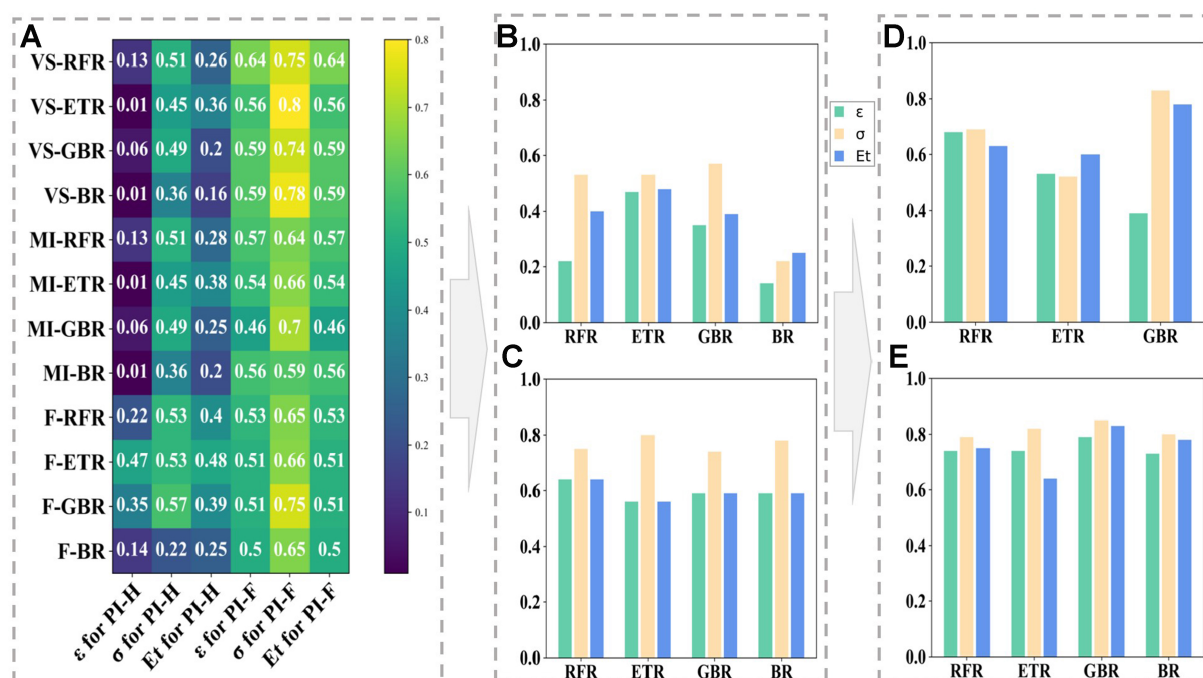 A
VS-RFR 0.13 0.51 0.26 0.64 0.75 0.64
VS-ETR 0.01 0.45 0.36 0.56 0.8 0.56
VS-GBR 0.06 0.49 0.2 0.59 0.74 0.59
VS-BR 0.01 0.36 0.16 0.59 0.78 0.59
MI-RFR 0.13 0.51 0.28 0.57 0.64 0.57
MI-ETR 0.01 0.45 0.38 0.54 0.66 0.54
MI-GBR 0.06 0.49 0.25 0.46 0.7 0.46
MI-BR 0.01 0.36 0.2 0.56 0.59 0.56
F-RFR 0.22 0.53 0.4 0.53 0.65 0.53
F-ETR 0.47 0.53 0.48 0.51 0.66 0.51
F-GBR 0.35 0.57 0.39 0.51 0.75 0.51
F-BR 0.14 0.22 0.25 0.5 0.65 0.5
ε for PI-H
σ for PI-H
Et for PI-H
ε for PI-F
σ for PI-F
Et for PI-F
0.8
0.7
0.6
0.5
0.4
0.3
0.2
0.1
B
1.0
0.8
0.6
0.4
0.2
0.0
RFR ETR GBR BR
ε
σ
Et
C
1.0
0.8
0.6
0.4
0.2
0.0
RFR ETR GBR BR
D
1.0
0.8
0.6
0.4
0.2
0.0
RFR ETR GBR
E
1.0
0.8
0.6
0.4
0.2
0.0
RFR ETR GBR BR